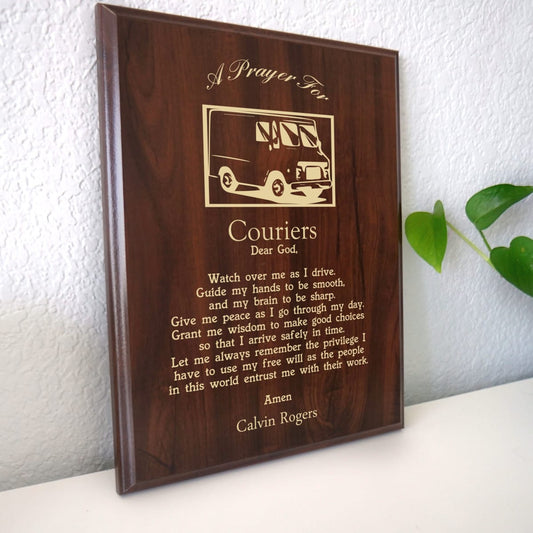 A Prayer For
Couriers
Dear God,
Watch over me as I drive.
Guide my hands to be smooth,
and my brain to be sharp.
Give me peace as I go through my day.
Grant me wisdom to make good choices
so that I arrive safely in time.
Let me always remember the privilege I
have to use my free will as the people
in this world entrust me with their work.
Amen
Calvin Rogers